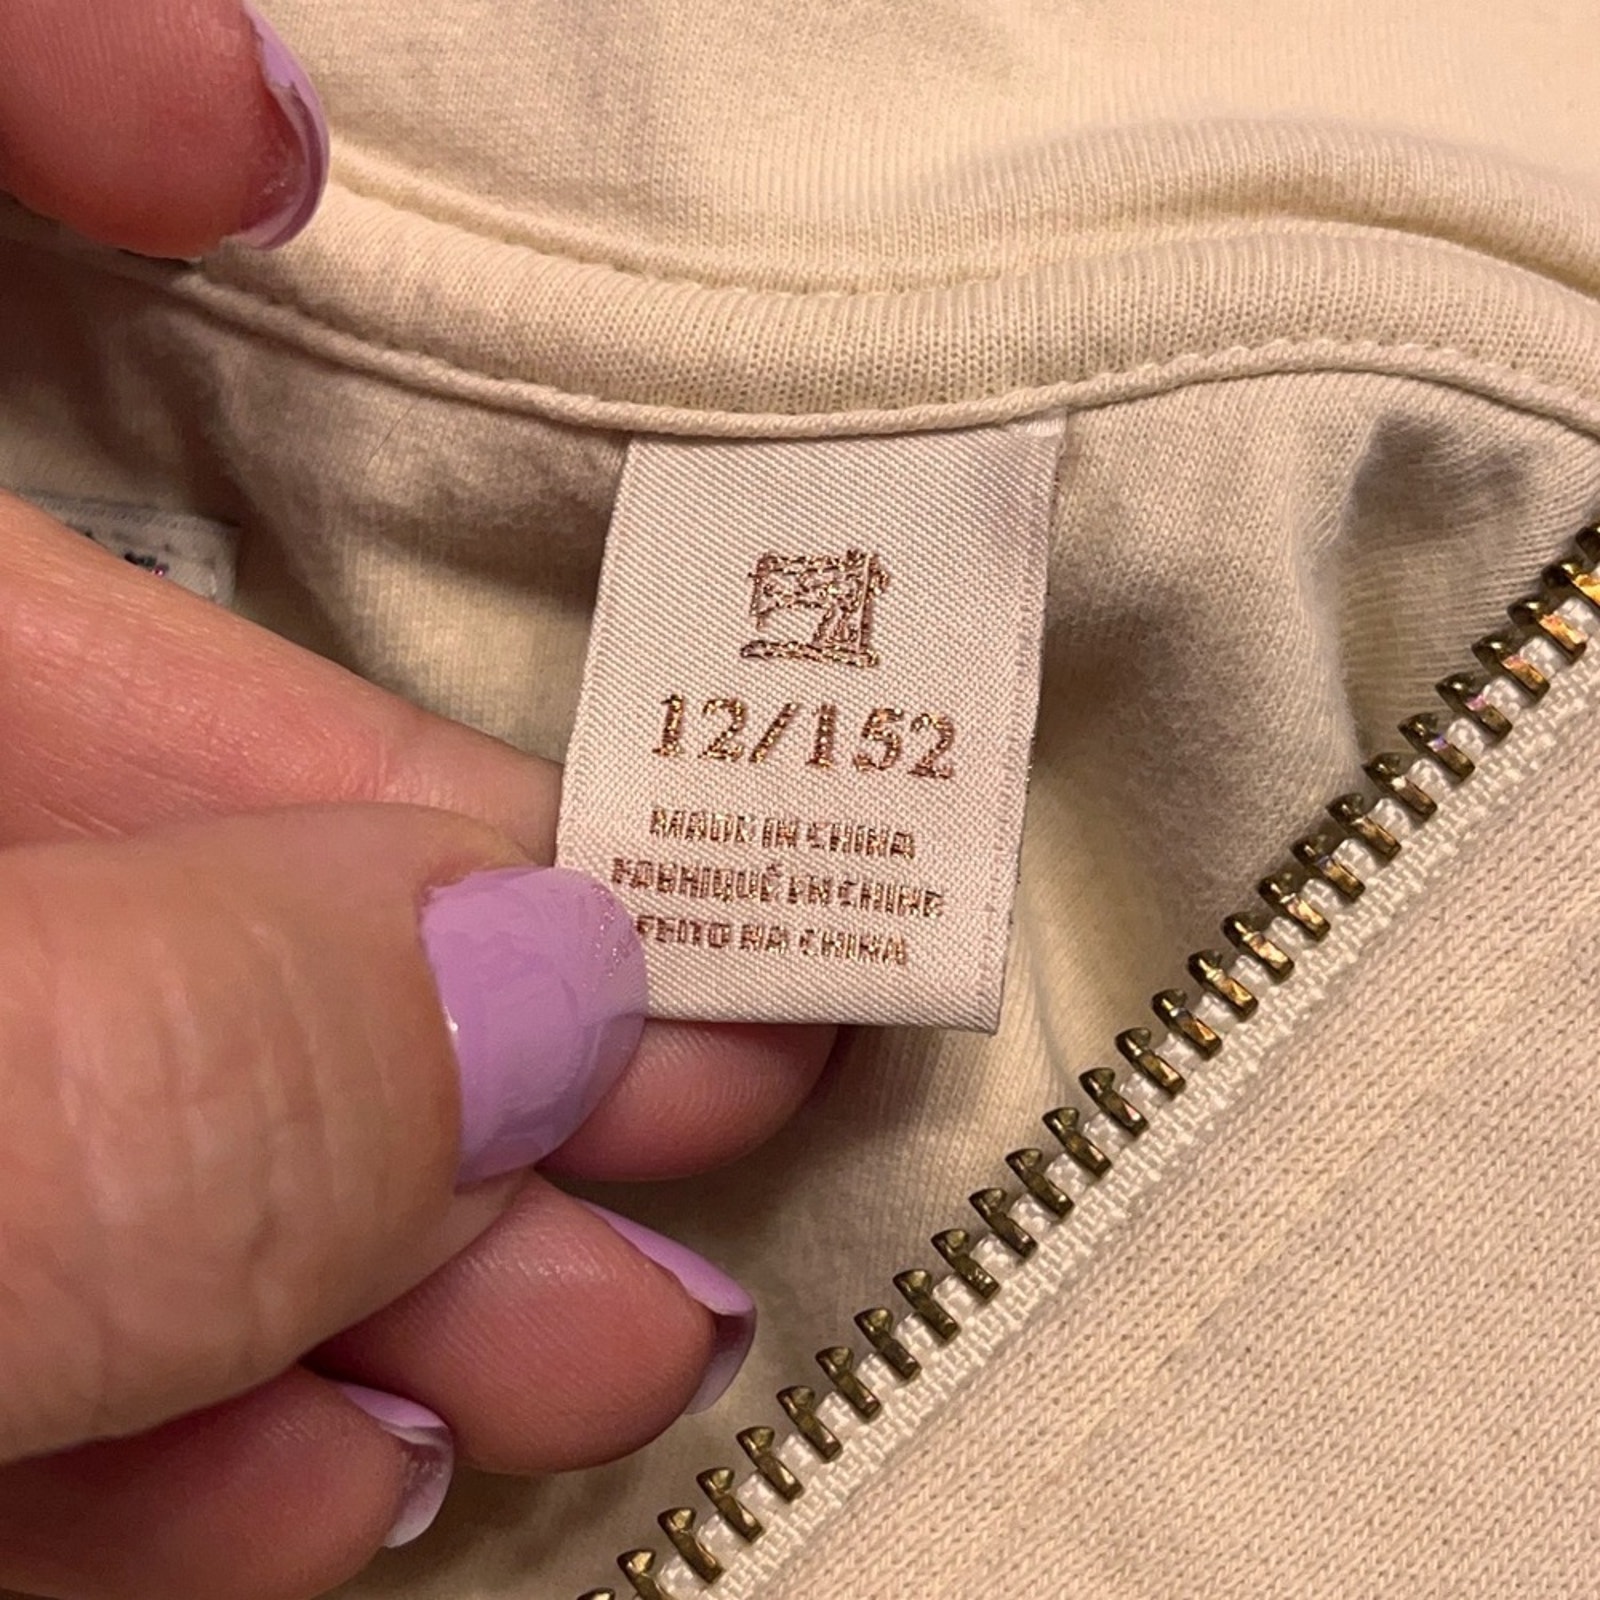 12/152
MADE IN CHINA
FABRIQUÉ EN CHINE
FEITO NA CHINA